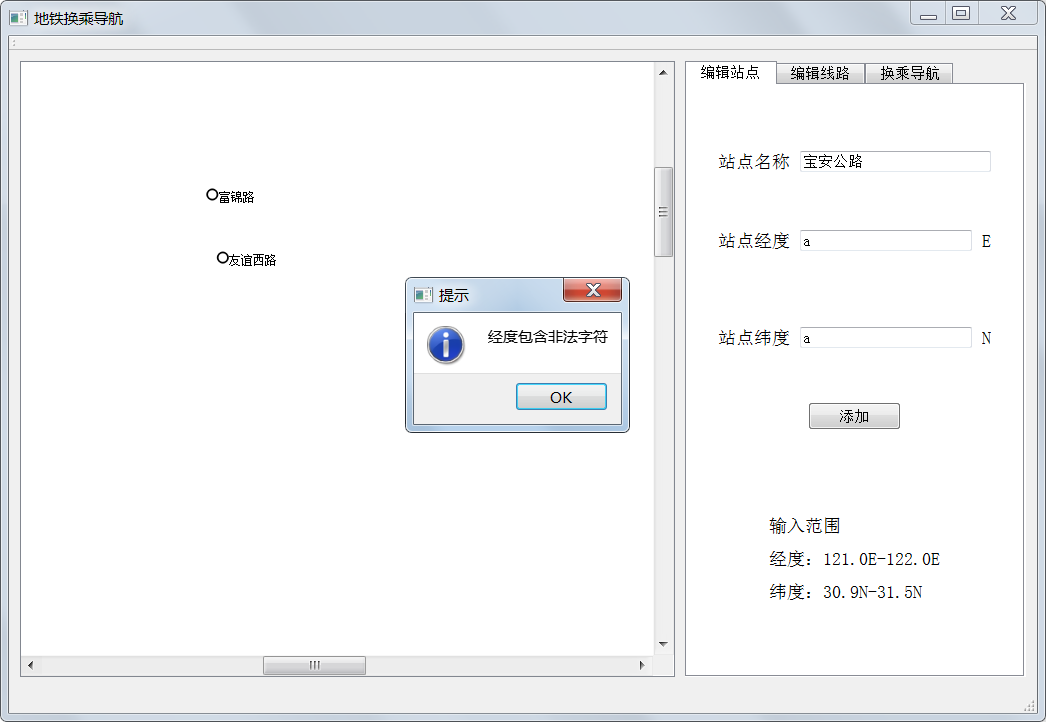 地铁换乘导航
编辑站点 编辑线路 换乘导航
站点名称 宝安公路
富锦路
站点经度 a E
友谊西路
提示
经度包含非法字符
OK
站点纬度 a N
添加
输入范围
经度：121.0E-122.0E
纬度：30.9N-31.5N